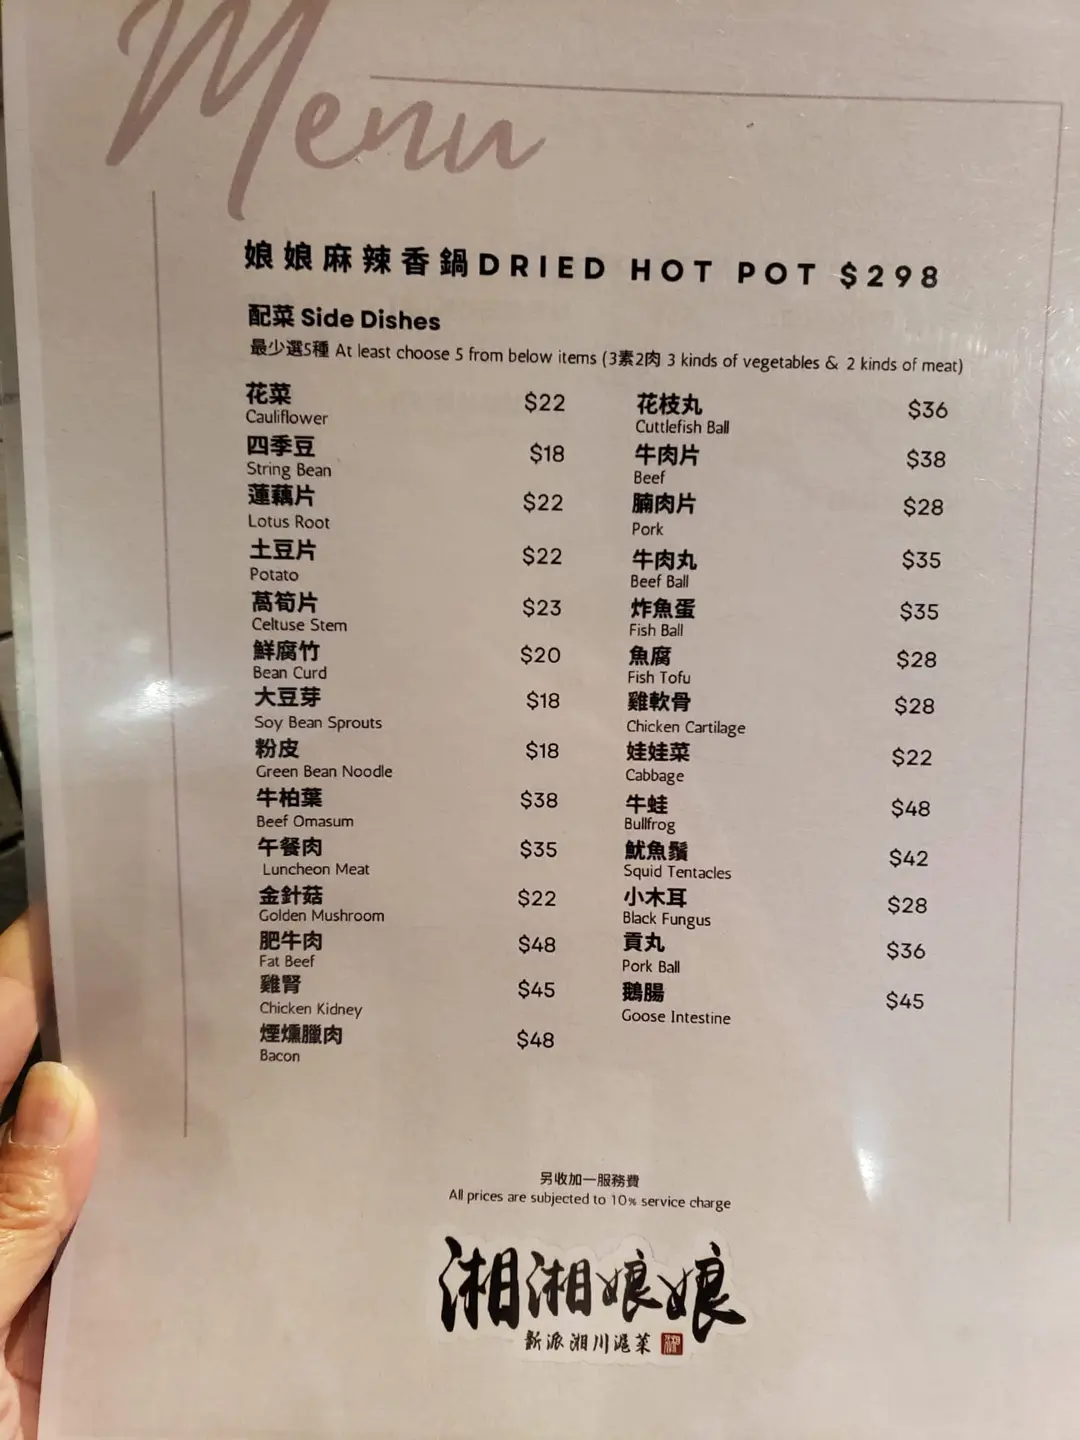 Menu
娘娘麻辣香鍋DRIED HOT POT $298
配菜 Side Dishes
最少選5種 At least choose 5 from below items (3素2肉 3 kinds of vegetables & 2 kinds of meat)
花菜 $22
Cauliflower
四季豆 $18
String Bean
蓮藕片 $22
Lotus Root
土豆片 $22
Potato
萵筍片 $23
Celtuse Stem
鮮腐竹 $20
Bean Curd
大豆芽 $18
Soy Bean Sprouts
粉皮 $18
Green Bean Noodle
牛柏葉 $38
Beef Omasum
午餐肉 $35
Luncheon Meat
金針菇 $22
Golden Mushroom
肥牛肉 $48
Fat Beef
雞腎 $45
Chicken Kidney
煙燻臘肉 $48
Bacon
花枝丸 $36
Cuttlefish Ball
牛肉片 $38
Beef
腩肉片 $28
Pork
牛肉丸 $35
Beef Ball
炸魚蛋 $35
Fish Ball
魚腐 $28
Fish Tofu
雞軟骨 $28
Chicken Cartilage
娃娃菜 $22
Cabbage
牛蛙 $48
Bullfrog
魷魚鬚 $42
Squid Tentacles
小木耳 $28
Black Fungus
貢丸 $36
Pork Ball
鵝腸 $45
Goose Intestine
另收加一服務費
All prices are subjected to 10% service charge
湘湘娘娘
新派湘川滬菜